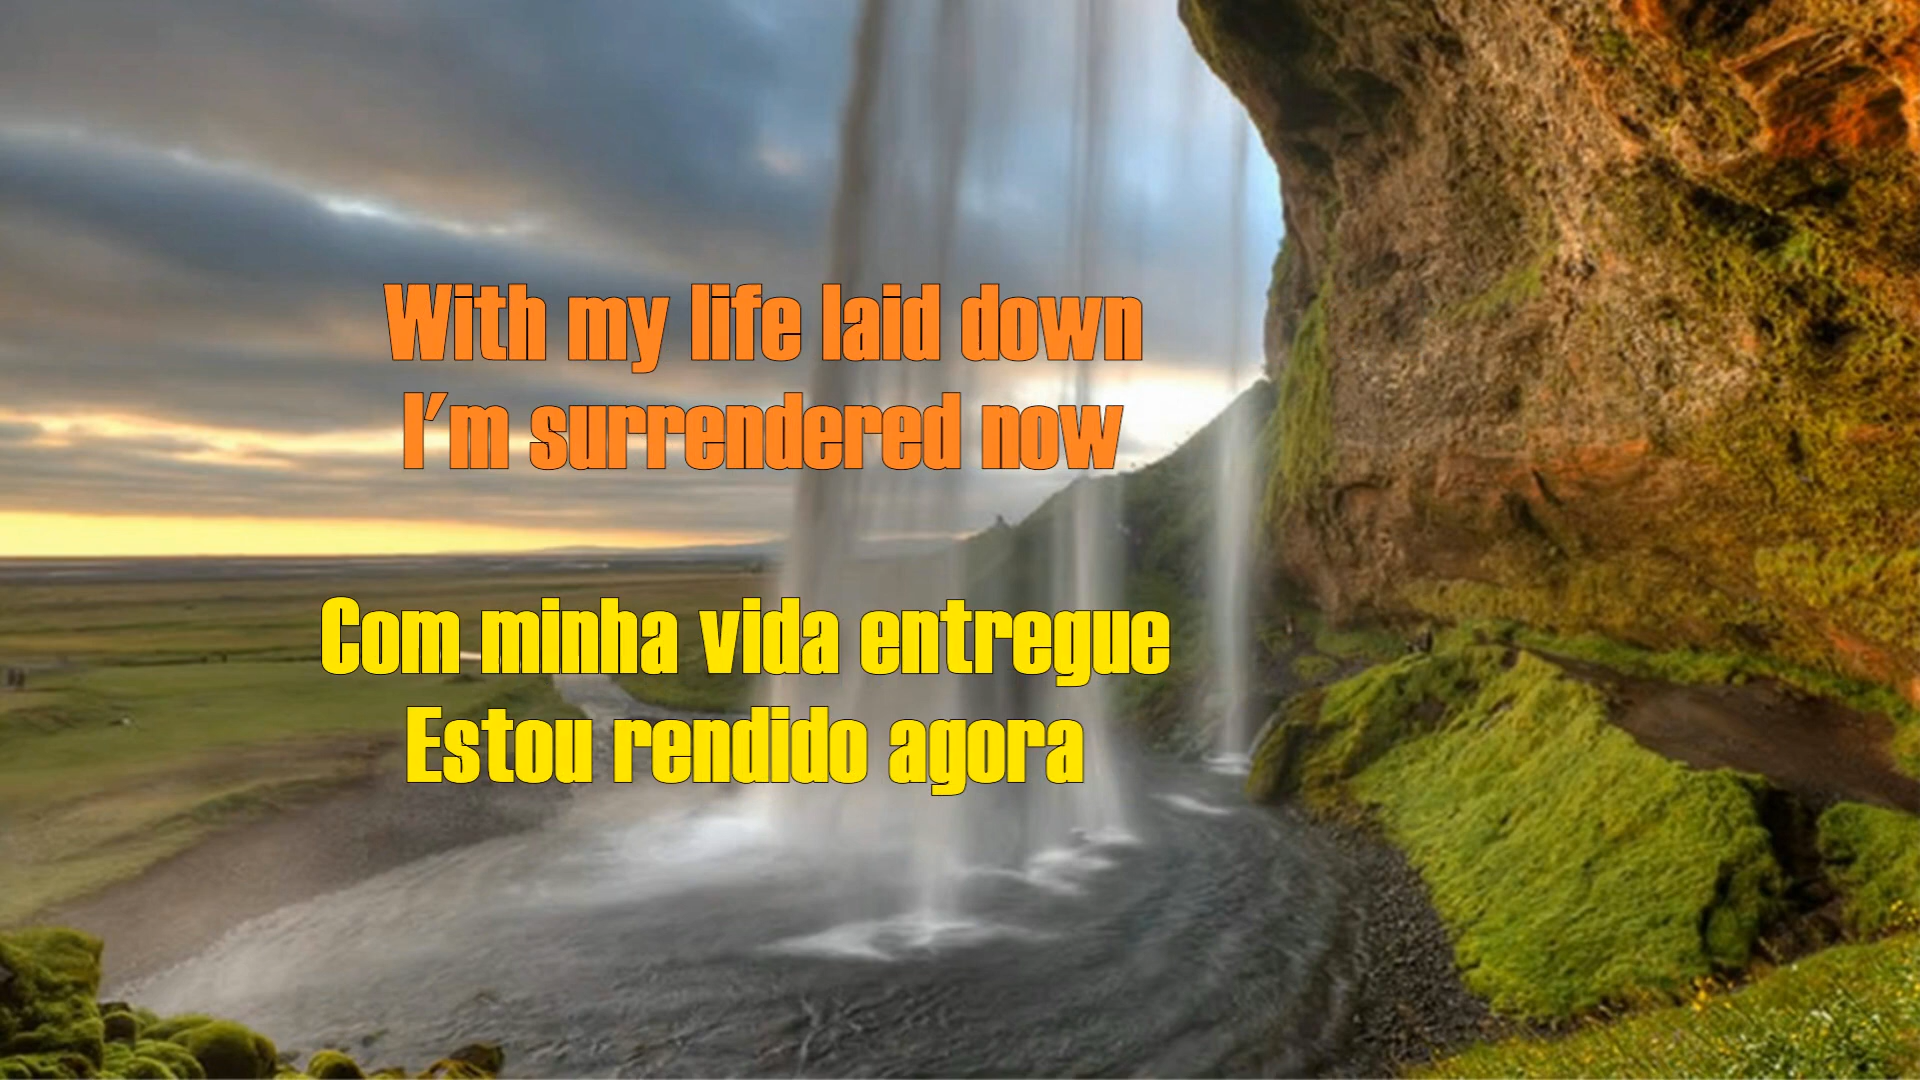 With my life laid down
I'm surrendered now
Com minha vida entregue
Estou rendido agora